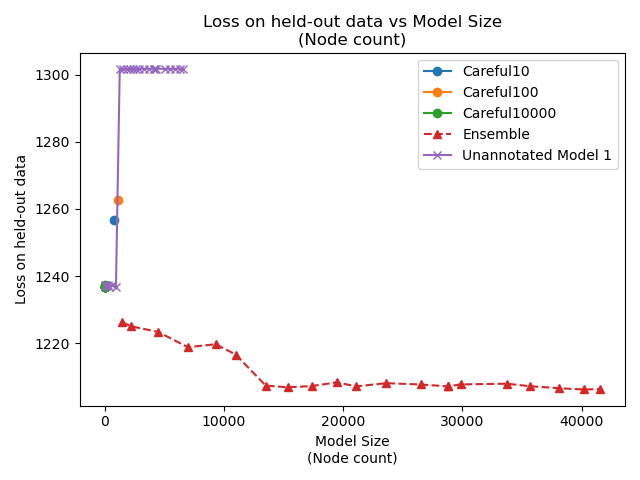 Loss on held-out data vs Model Size
(Node count)
1300
1280
1260
1240
1220
Loss on held-out data
Careful10
Careful100
Careful10000
Ensemble
Unannotated Model 1
0
10000
20000
30000
40000
Model Size
(Node count)